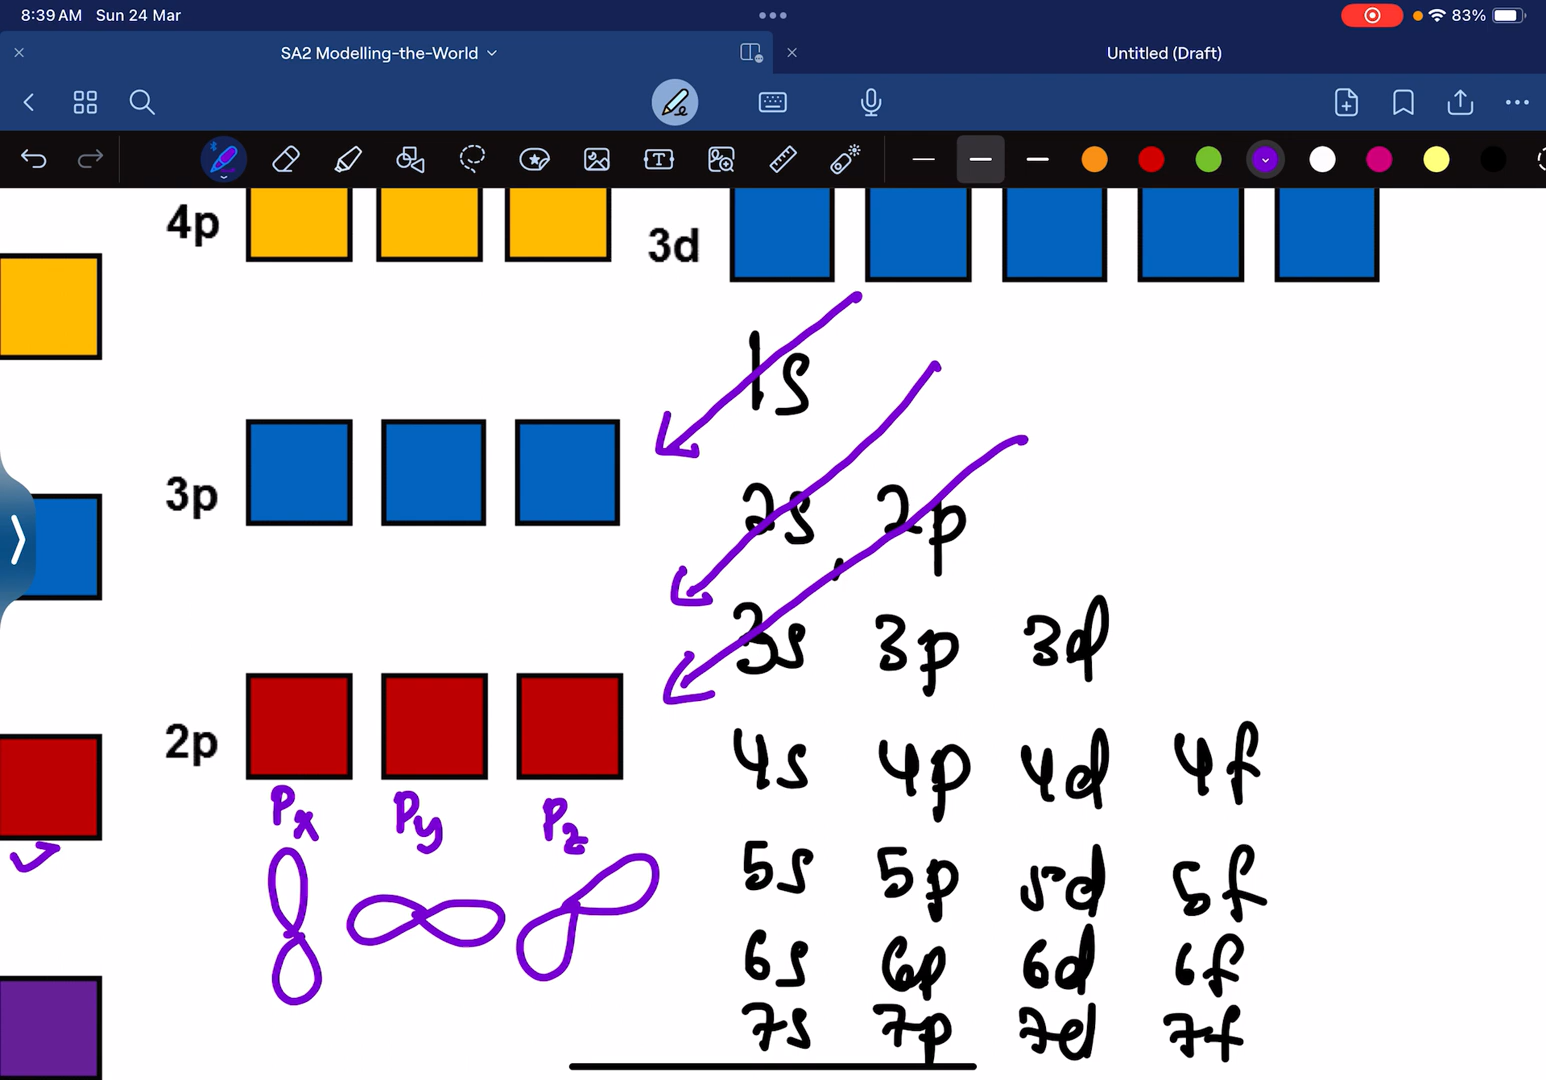 8:39 AM Sun 24 Mar
83%
SA2 Modelling-the-World
Untitled (Draft)
4p
3d
1s
3p
2s, 2p
3s 3p 3d
2p
4s 4p 4d 4f
Px Py Pz
5s 5p 5d 5f
6s 6p 6d 6f
7s 7p 7d 7f